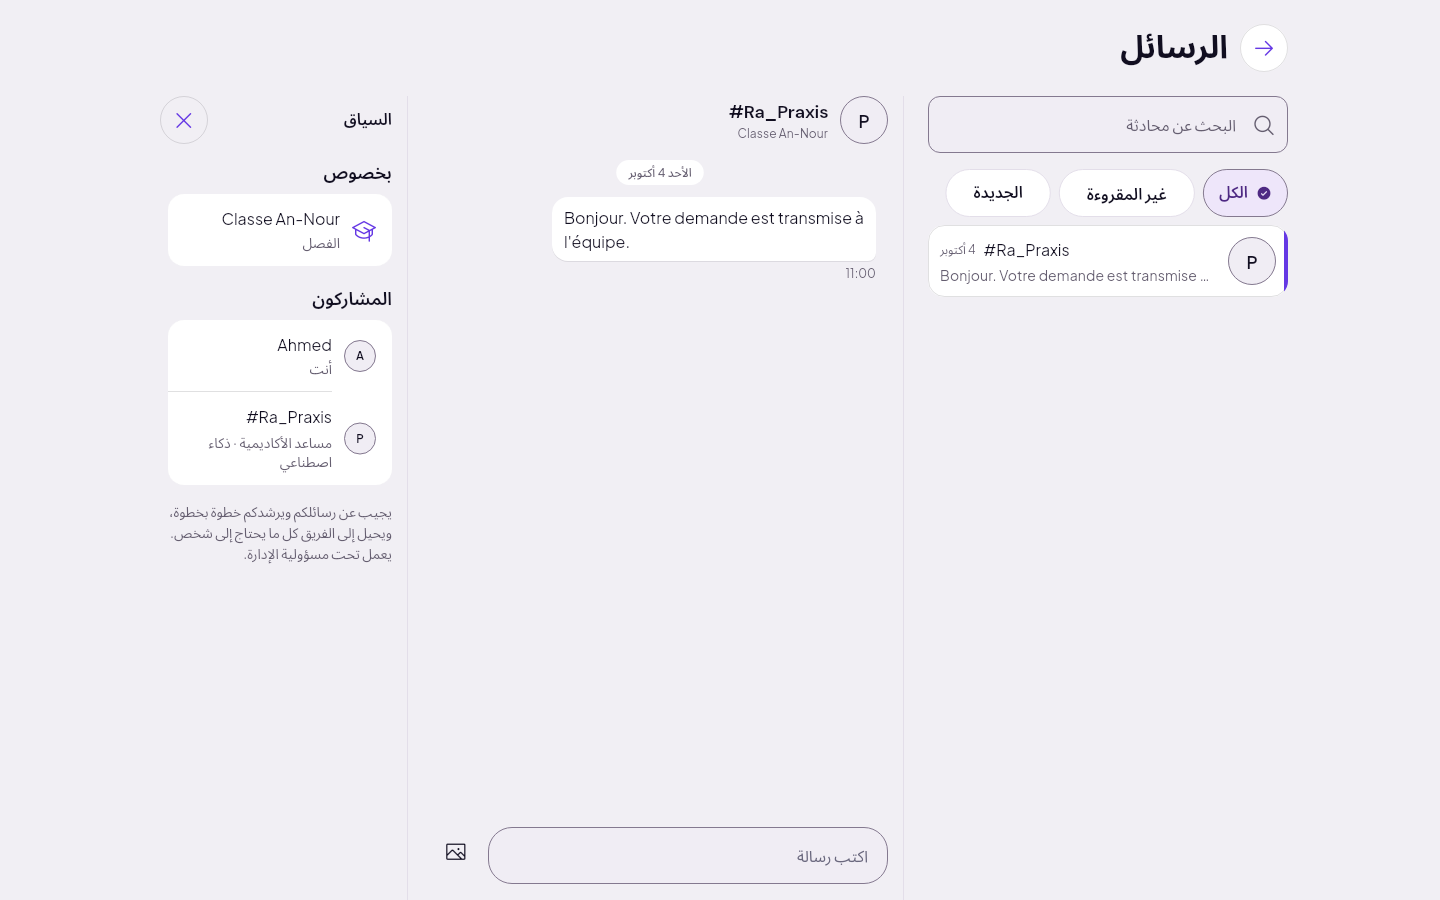 الرسائل
البحث عن محادثة
الكل
غير المقروءة
الجديدة
#Ra_Praxis
4 أكتوبر
Bonjour. Votre demande est transmise ...
P
#Ra_Praxis
Classe An-Nour
P
الأحد 4 أكتوبر
Bonjour. Votre demande est transmise à
l'équipe.
11:00
اكتب رسالة
السياق
بخصوص
Classe An-Nour
الفصل
المشاركون
Ahmed
أنت
A
#Ra_Praxis
مساعد الأكاديمية · ذكاء
اصطناعي
P
يجيب عن رسائلكم ويرشدكم خطوة بخطوة،
ويحيل إلى الفريق كل ما يحتاج إلى شخص.
يعمل تحت مسؤولية الإدارة.